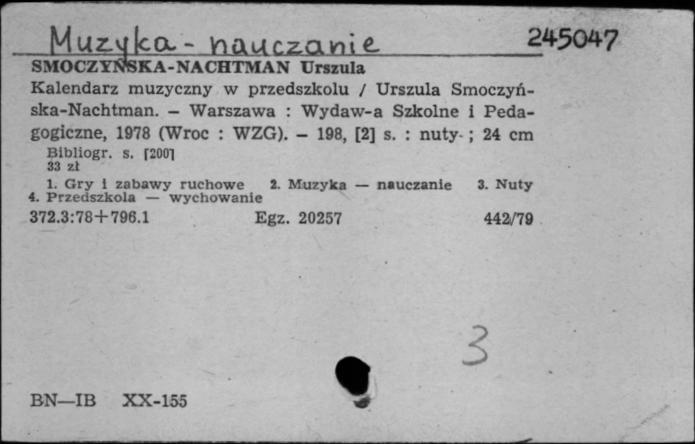 Muzyka - nauczanie 245047
SMOCZYŃSKA-NACHTMAN Urszula
Kalendarz muzyczny w przedszkolu / Urszula Smoczyń-
ska-Nachtman. — Warszawa : Wydaw-a Szkolne i Peda-
gogiczne, 1978 (Wroc : WZG). — 198, [2] s. : nuty ; 24 cm
Bibliogr. s. [200]
33 zł
1. Gry i zabawy ruchowe 2. Muzyka — nauczanie 3. Nuty
4. Przedszkola — wychowanie
372.3:78+796.1 Egz. 20257 442/79
3
BN—IB XX-155